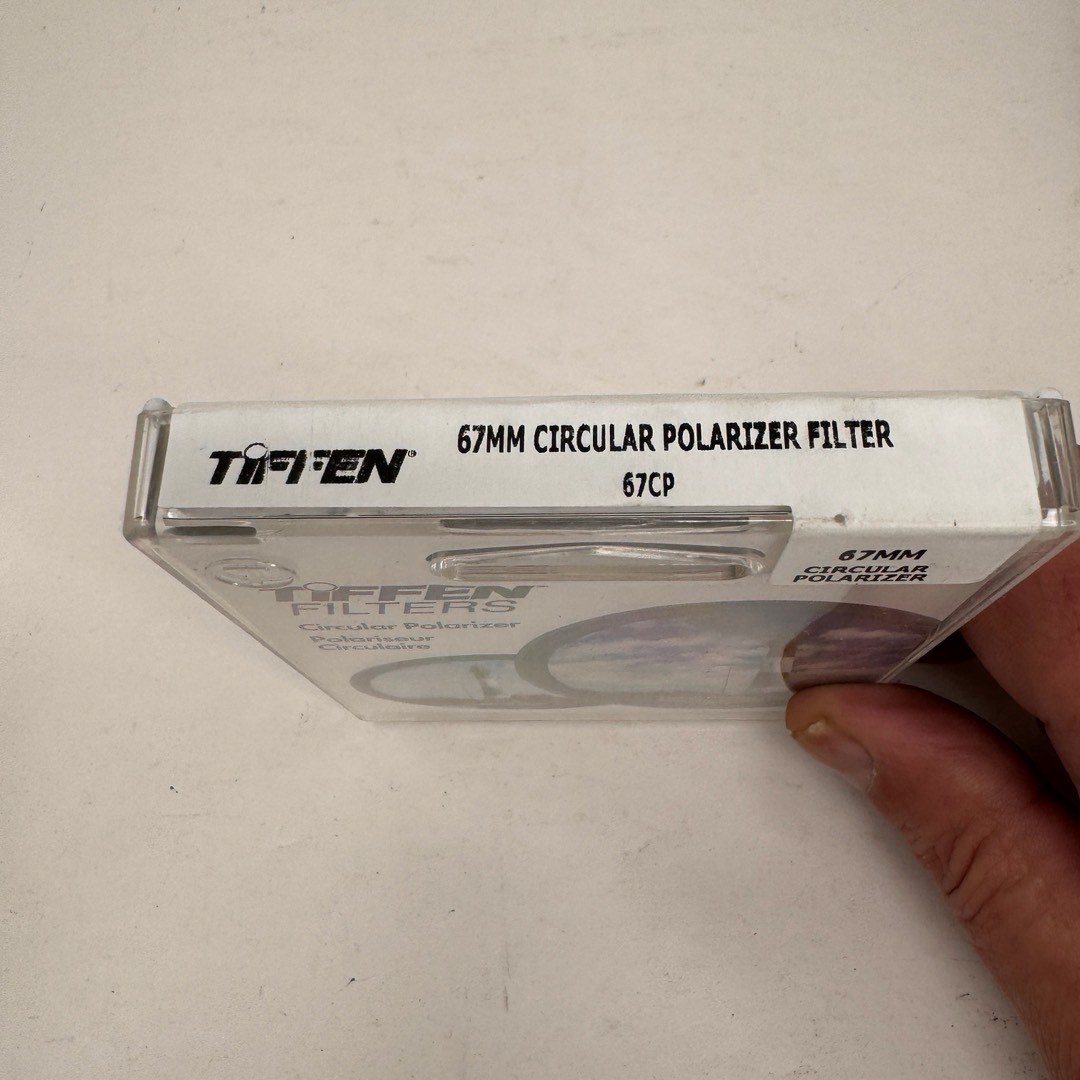 TIFFEN®
67MM CIRCULAR POLARIZER FILTER
67CP
67MM
CIRCULAR
POLARIZER
TIFFEN
FILTERS
Circular Polarizer
Polariseur
Circulaire